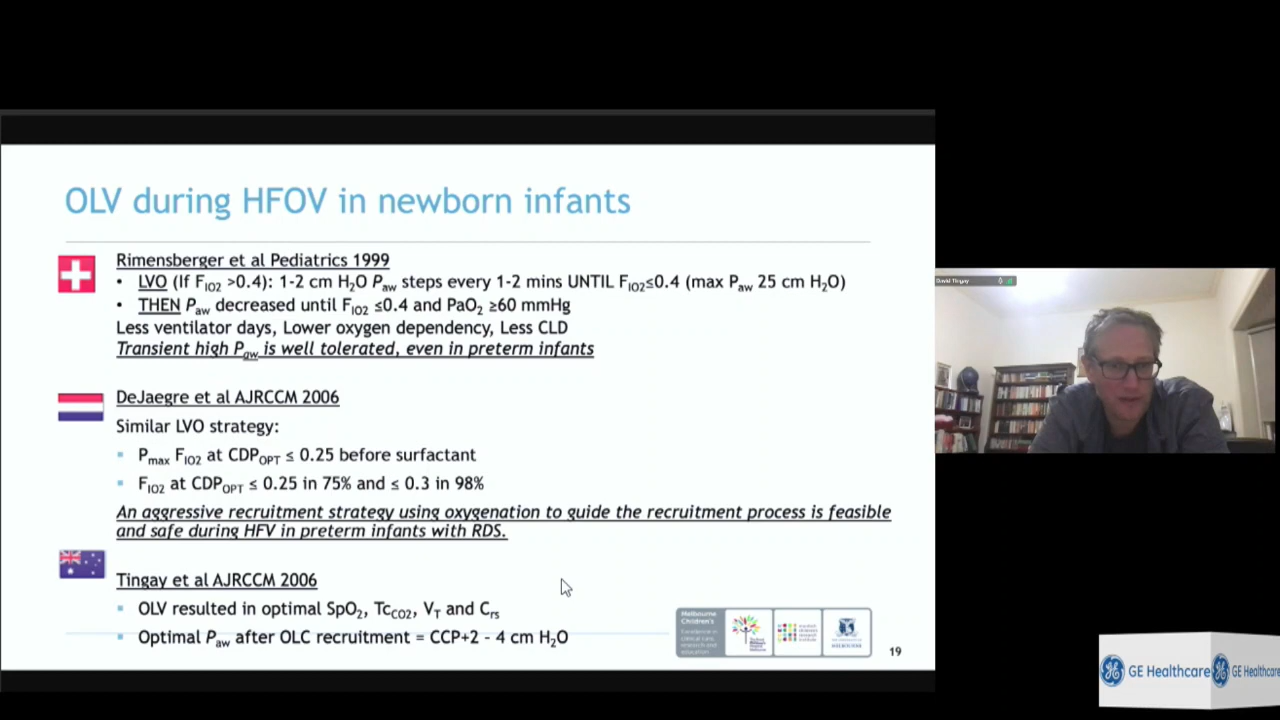 OLV during HFOV in newborn infants
Rimensberger et al Pediatrics 1999
• LVO (If FIO2 >0.4): 1-2 cm H2O Paw steps every 1-2 mins UNTIL FIO2≤0.4 (max Paw 25 cm H2O)
• THEN Paw decreased until FIO2 ≤0.4 and PaO2 ≥60 mmHg
Less ventilator days, Lower oxygen dependency, Less CLD
Transient high Paw is well tolerated, even in preterm infants
DeJaegre et al AJRCCM 2006
Similar LVO strategy:
▪ Pmax FIO2 at CDPOPT ≤ 0.25 before surfactant
▪ FIO2 at CDPOPT ≤ 0.25 in 75% and ≤ 0.3 in 98%
An aggressive recruitment strategy using oxygenation to guide the recruitment process is feasible
and safe during HFV in preterm infants with RDS.
Tingay et al AJRCCM 2006
▪ OLV resulted in optimal SpO2, TcCO2, VT and Crs
▪ Optimal Paw after OLC recruitment = CCP+2 - 4 cm H2O
Melbourne
Children's
19
David Tingay
GE Healthcare
GE Healthcare